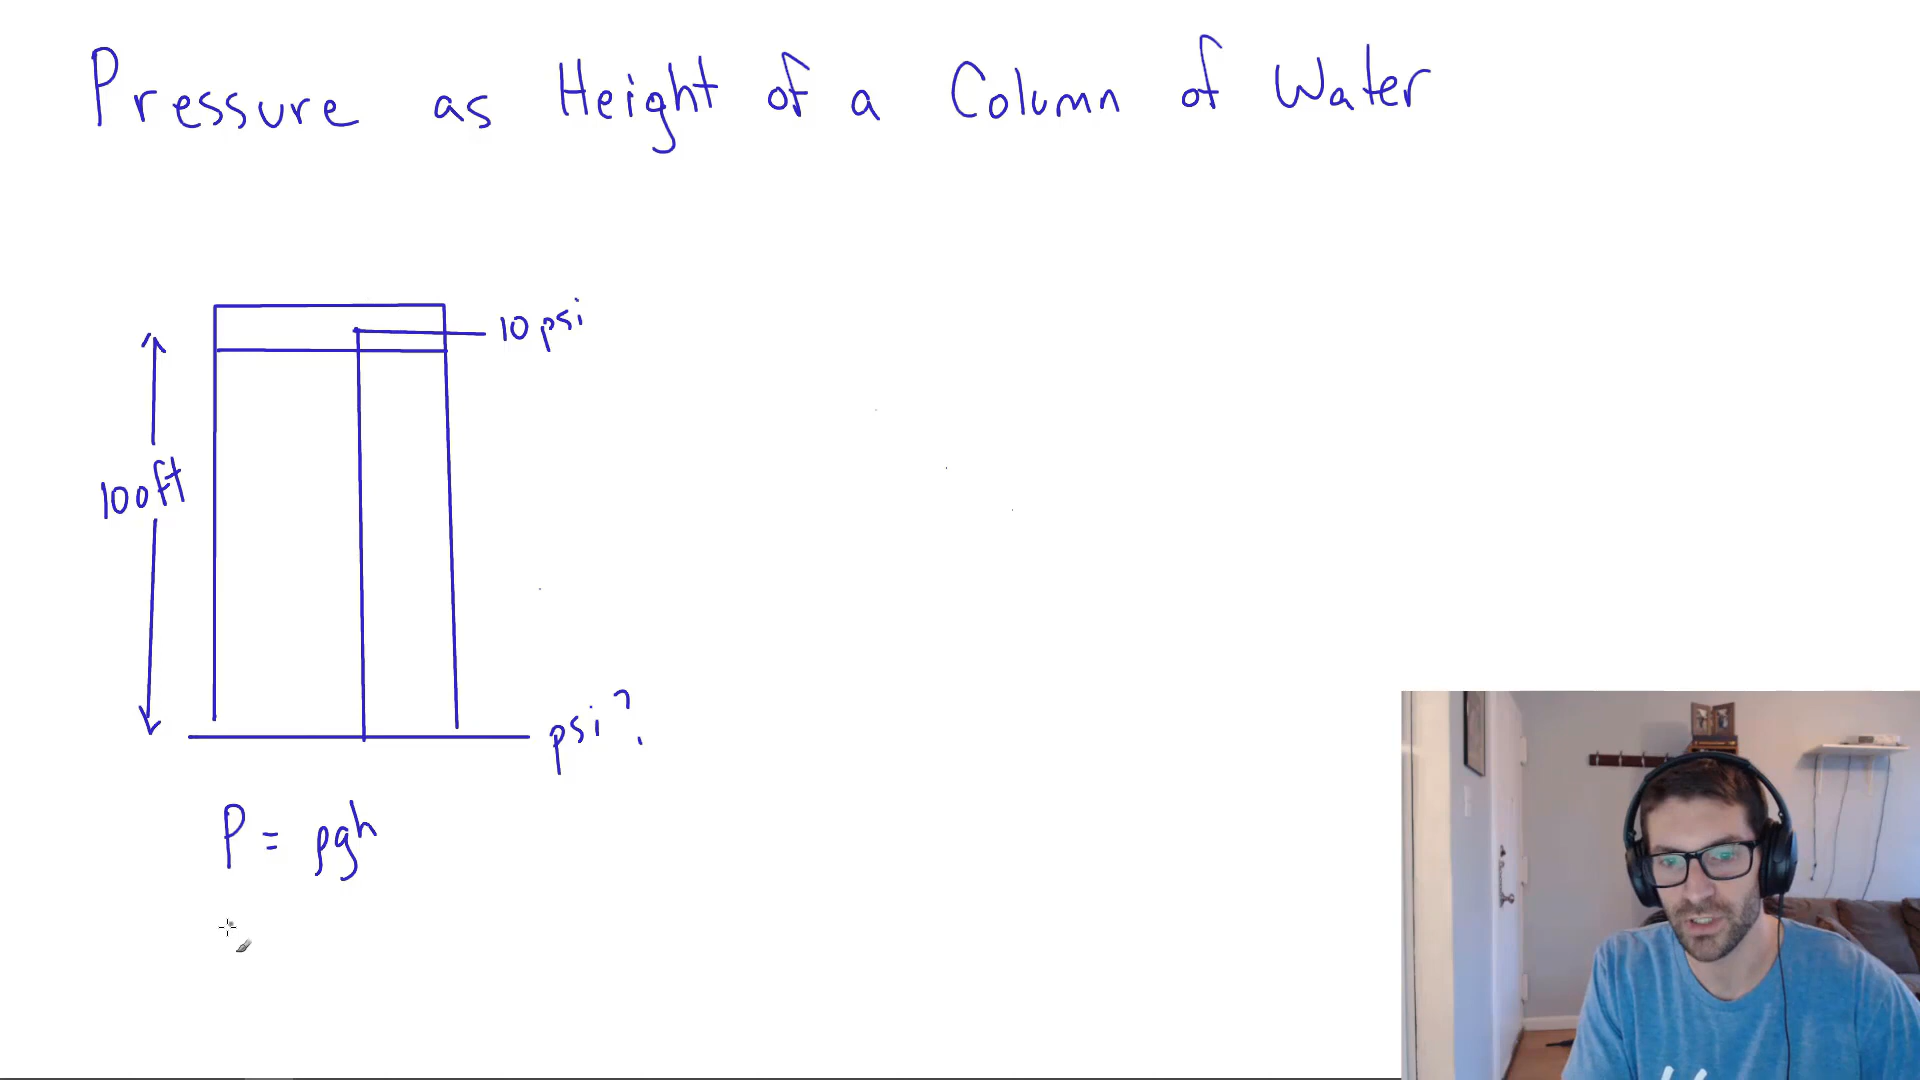 Pressure as Height of a Column of Water
10 psi
100ft
psi?
P = ρgh